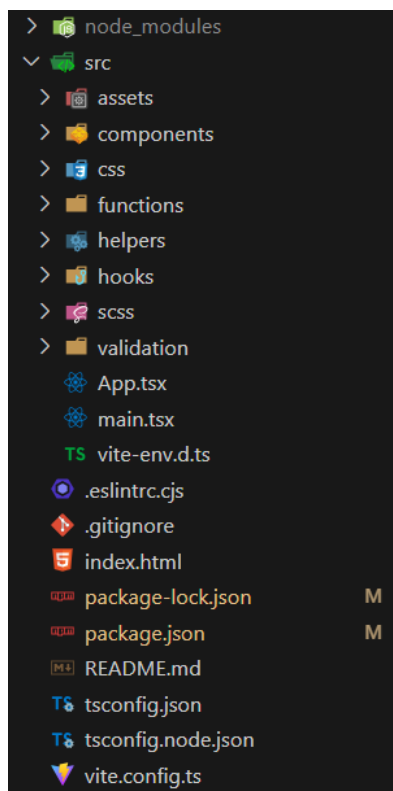 node_modules
src
assets
components
css
functions
helpers
hooks
scss
validation
App.tsx
main.tsx
TS vite-env.d.ts
.eslintrc.cjs
.gitignore
index.html
package-lock.json M
package.json M
README.md
TS tsconfig.json
TS tsconfig.node.json
vite.config.ts